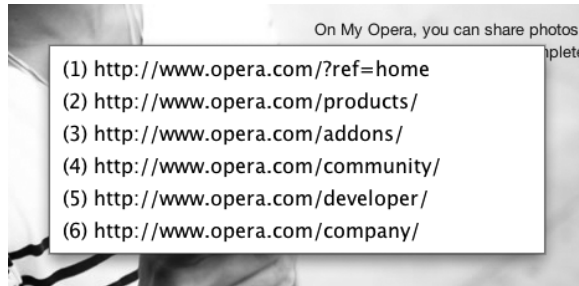 On My Opera, you can share photos
nplete
(1) http://www.opera.com/?ref=home
(2) http://www.opera.com/products/
(3) http://www.opera.com/addons/
(4) http://www.opera.com/community/
(5) http://www.opera.com/developer/
(6) http://www.opera.com/company/